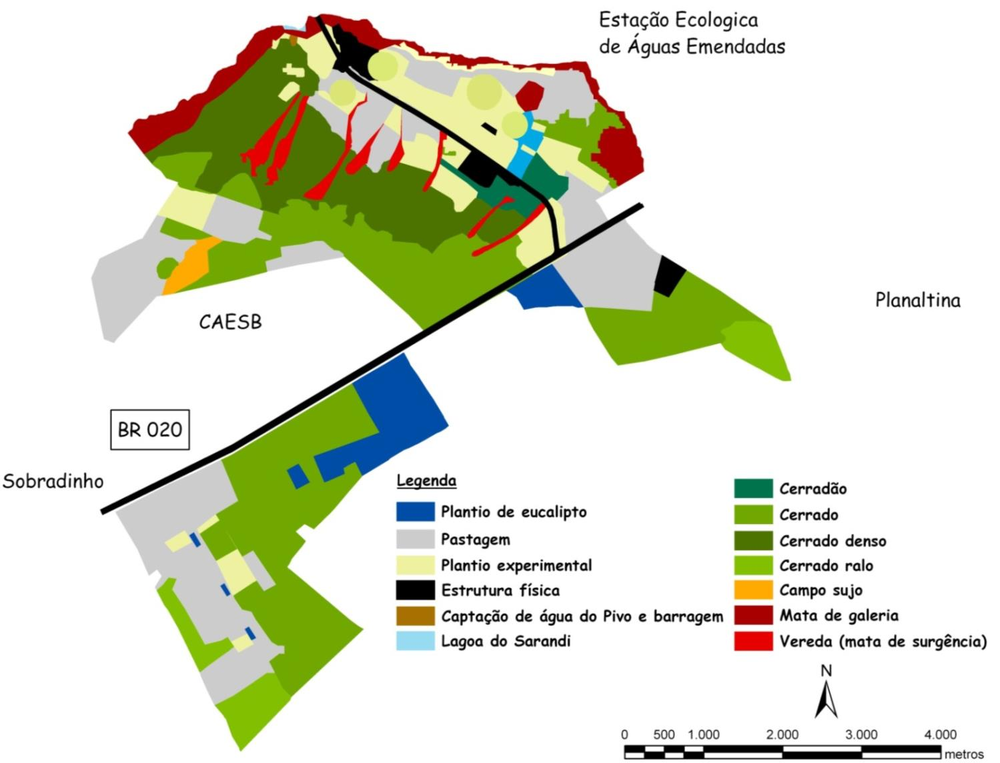 Estação Ecologica
de Águas Emendadas
Planaltina
CAESB
BR 020
Sobradinho
Legenda
Plantio de eucalipto
Pastagem
Plantio experimental
Estrutura física
Captação de água do Pivo e barragem
Lagoa do Sarandi
Cerradão
Cerrado
Cerrado denso
Cerrado ralo
Campo sujo
Mata de galeria
Vereda (mata de surgência)
N
0 500 1.000 2.000 3.000 4.000
metros